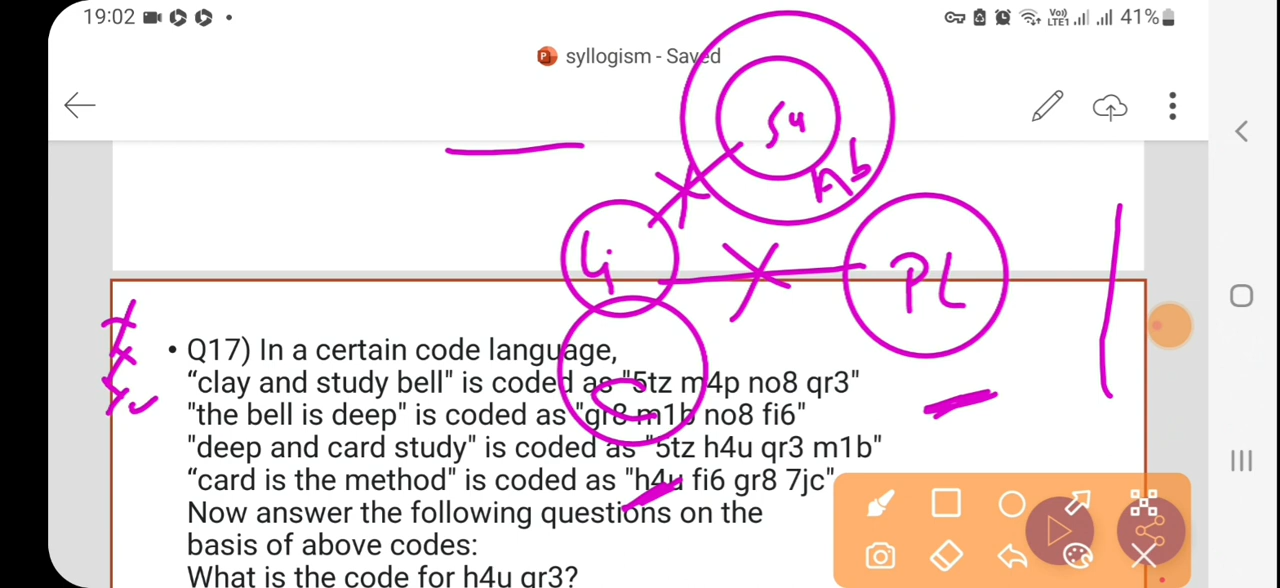 19:02
Vo)) LTE1 41%
syllogism - Saved
Su
nb
Li
PL
• Q17) In a certain code language,
“clay and study bell" is coded as "5tz m4p no8 qr3"
"the bell is deep" is coded as "gr8 m1b no8 fi6"
"deep and card study" is coded as "5tz h4u qr3 m1b"
“card is the method" is coded as "h4u fi6 gr8 7jc"
Now answer the following questions on the
basis of above codes:
What is the code for h4u qr3?